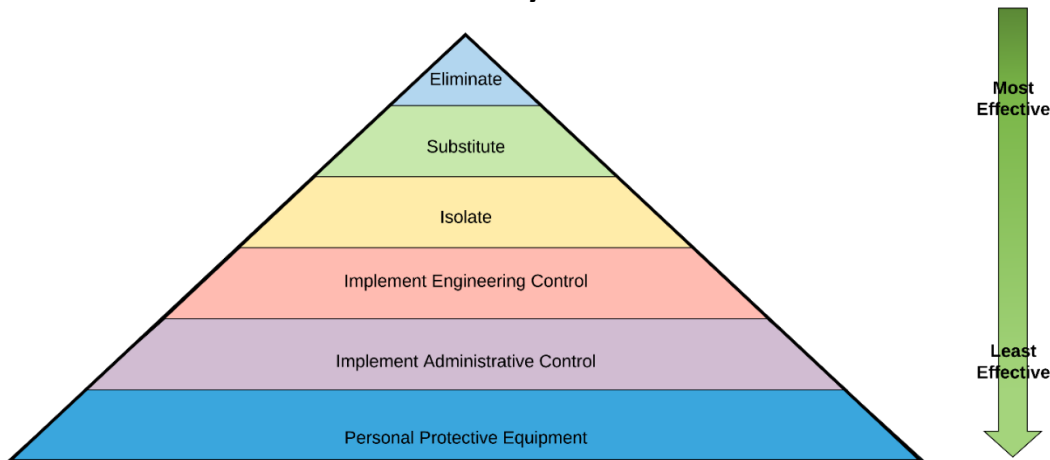 Eliminate
Substitute
Isolate
Implement Engineering Control
Implement Administrative Control
Personal Protective Equipment
Most
Effective
Least
Effective